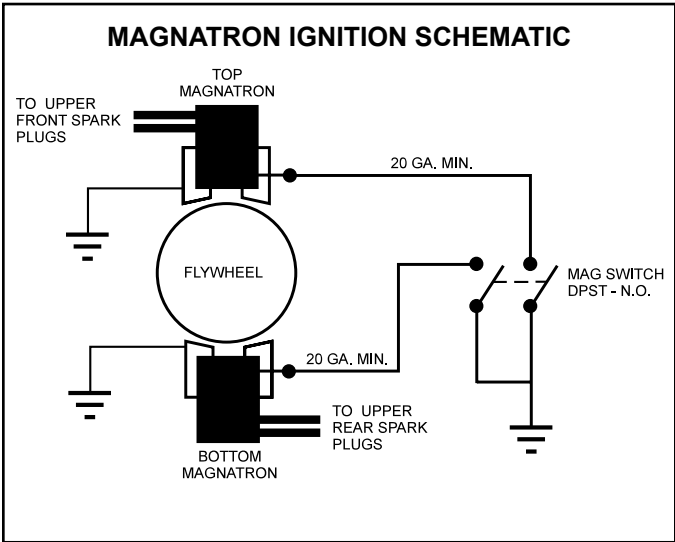 MAGNATRON IGNITION SCHEMATIC
TOP
MAGNATRON
TO UPPER
FRONT SPARK
PLUGS
20 GA. MIN.
FLYWHEEL
MAG SWITCH
DPST - N.O.
20 GA. MIN.
TO UPPER
REAR SPARK
PLUGS
BOTTOM
MAGNATRON